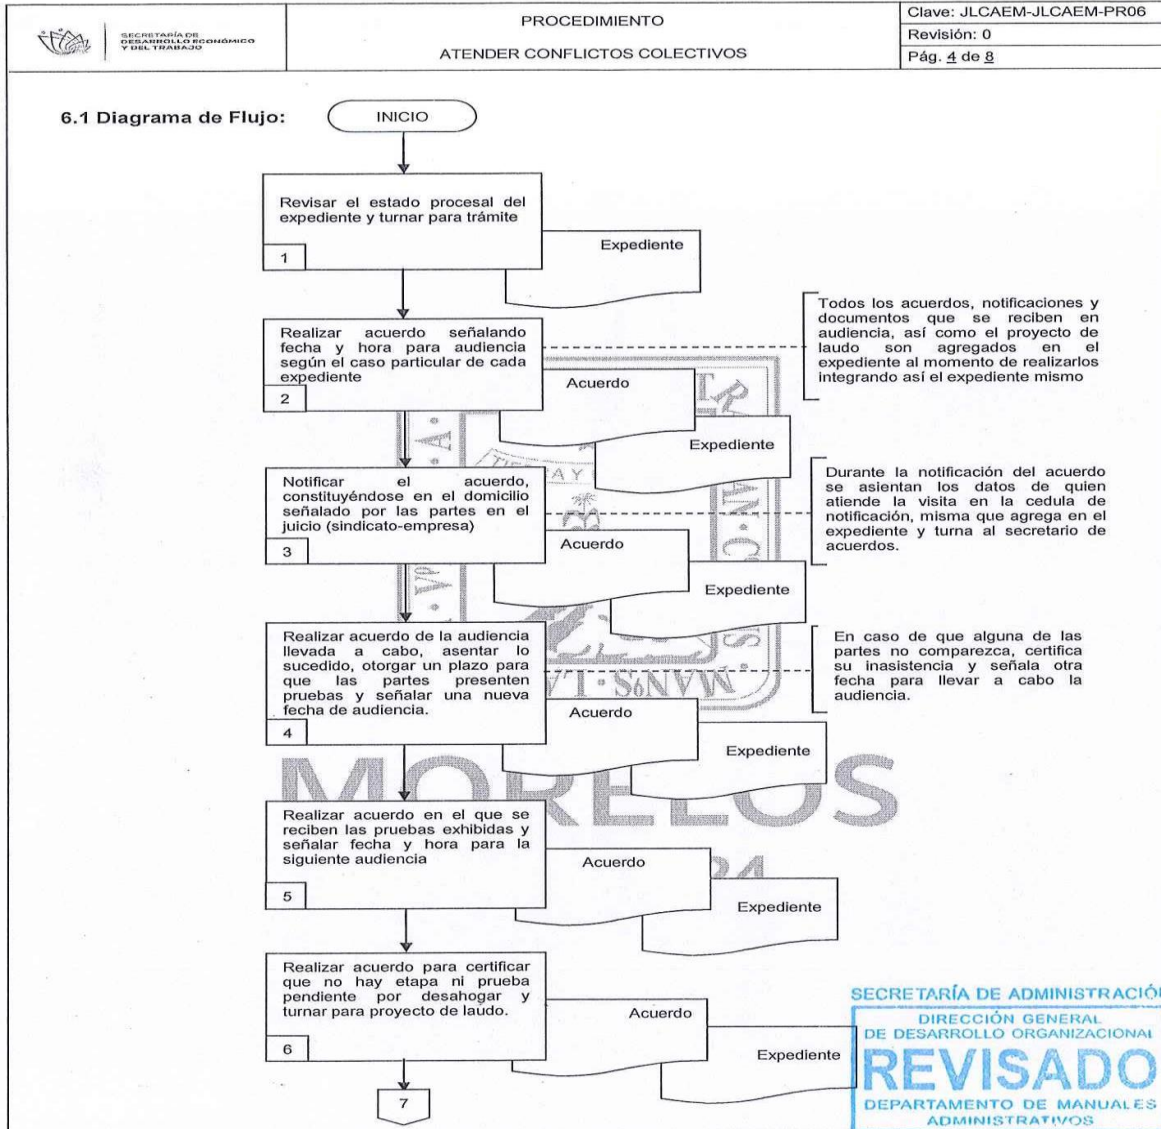 SECRETARÍA DE
DESARROLLO ECONÓMICO
Y DEL TRABAJO
PROCEDIMIENTO
ATENDER CONFLICTOS COLECTIVOS
Clave: JLCAEM-JLCAEM-PR06
Revisión: 0
Pág. 4 de 8
6.1 Diagrama de Flujo:
INICIO
Revisar el estado procesal del
expediente y turnar para trámite
1
Expediente
Realizar acuerdo señalando
fecha y hora para audiencia
según el caso particular de cada
expediente
2
Acuerdo
Expediente
Todos los acuerdos, notificaciones y
documentos que se reciben en
audiencia, así como el proyecto de
laudo son agregados en el
expediente al momento de realizarlos
integrando así el expediente mismo
Notificar el acuerdo,
constituyéndose en el domicilio
señalado por las partes en el
juicio (sindicato-empresa)
3
Acuerdo
Expediente
Durante la notificación del acuerdo
se asientan los datos de quien
atiende la visita en la cedula de
notificación, misma que agrega en el
expediente y turna al secretario de
acuerdos.
Realizar acuerdo de la audiencia
llevada a cabo, asentar lo
sucedido, otorgar un plazo para
que las partes presenten
pruebas y señalar una nueva
fecha de audiencia.
4
Acuerdo
Expediente
En caso de que alguna de las
partes no comparezca, certifica
su inasistencia y señala otra
fecha para llevar a cabo la
audiencia.
MORELOS
Realizar acuerdo en el que se
reciben las pruebas exhibidas y
señalar fecha y hora para la
siguiente audiencia
5
Acuerdo
Expediente
Realizar acuerdo para certificar
que no hay etapa ni prueba
pendiente por desahogar y
turnar para proyecto de laudo.
6
Acuerdo
Expediente
7
SECRETARÍA DE ADMINISTRACIÓN
DIRECCIÓN GENERAL
DE DESARROLLO ORGANIZACIONAL
REVISADO
DEPARTAMENTO DE MANUALES
ADMINISTRATIVOS